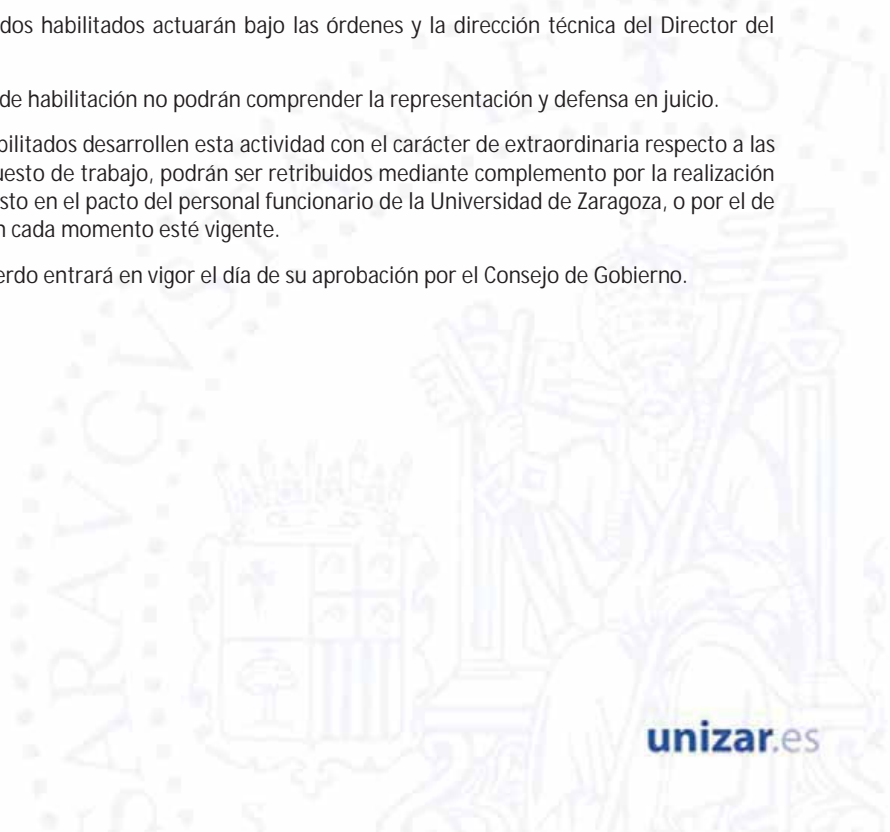 dos habilitados actuarán bajo las órdenes y la dirección técnica del Director del
de habilitación no podrán comprender la representación y defensa en juicio.
bilitados desarrollen esta actividad con el carácter de extraordinaria respecto a las
uesto de trabajo, podrán ser retribuidos mediante complemento por la realización
sto en el pacto del personal funcionario de la Universidad de Zaragoza, o por el de
n cada momento esté vigente.
erdo entrará en vigor el día de su aprobación por el Consejo de Gobierno.
unizar.es